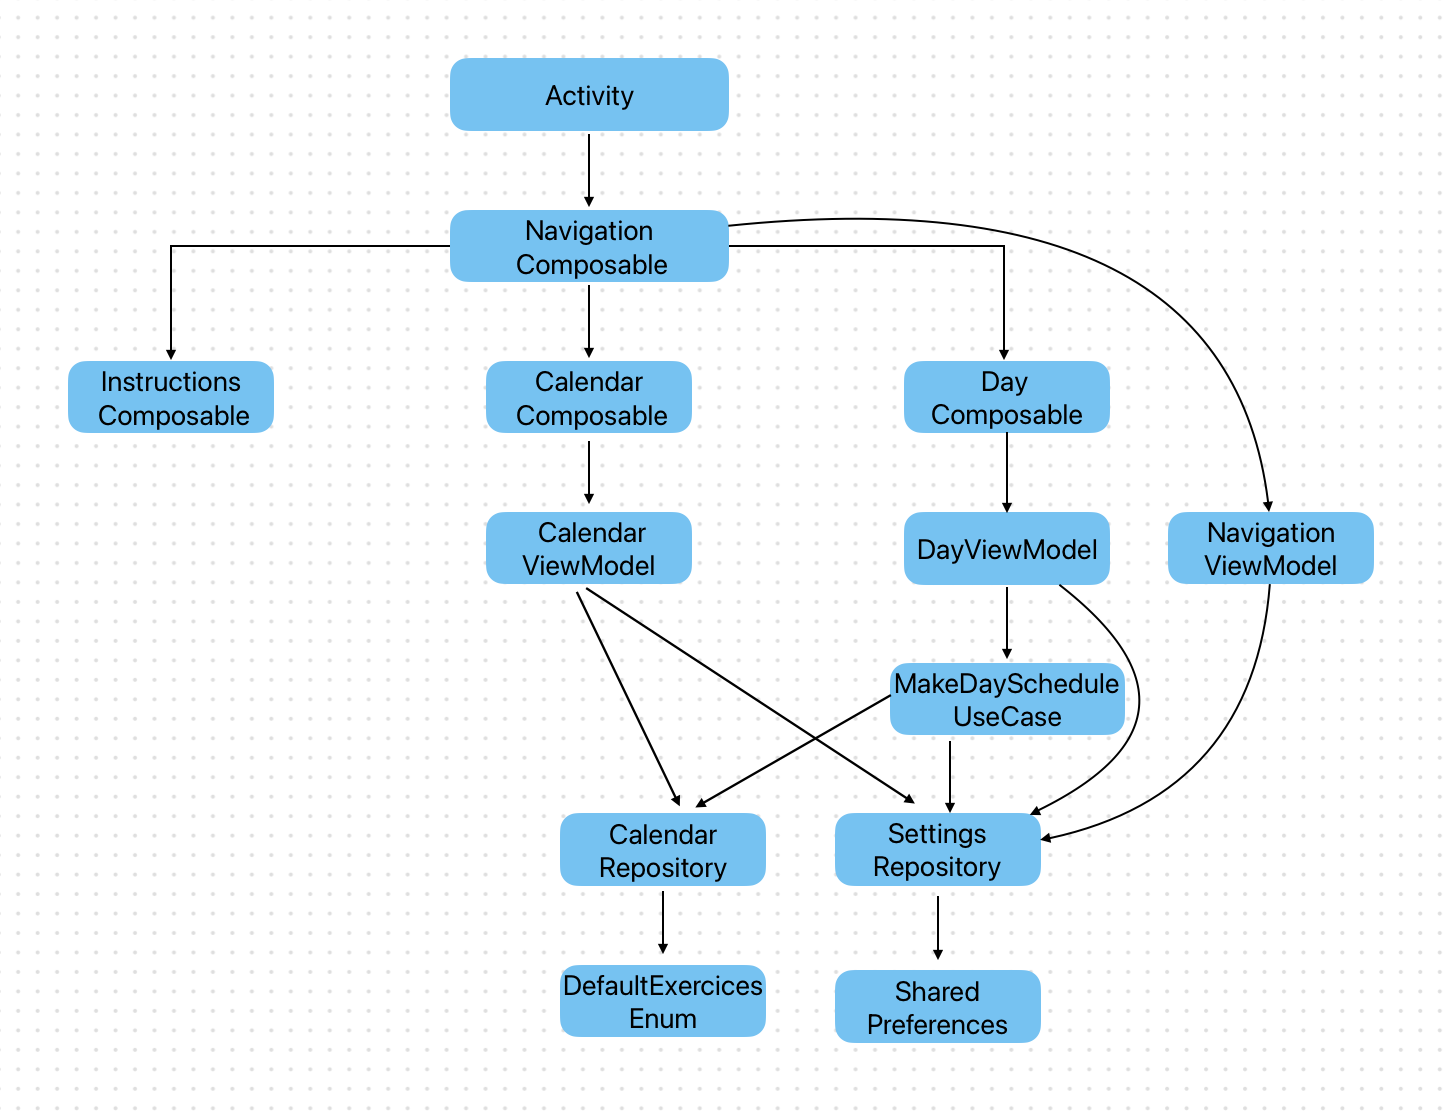 Activity
Navigation
Composable
Instructions
Composable
Calendar
Composable
Day
Composable
Calendar
ViewModel
DayViewModel
Navigation
ViewModel
MakeDaySchedule
UseCase
Calendar
Repository
Settings
Repository
DefaultExercices
Enum
Shared
Preferences